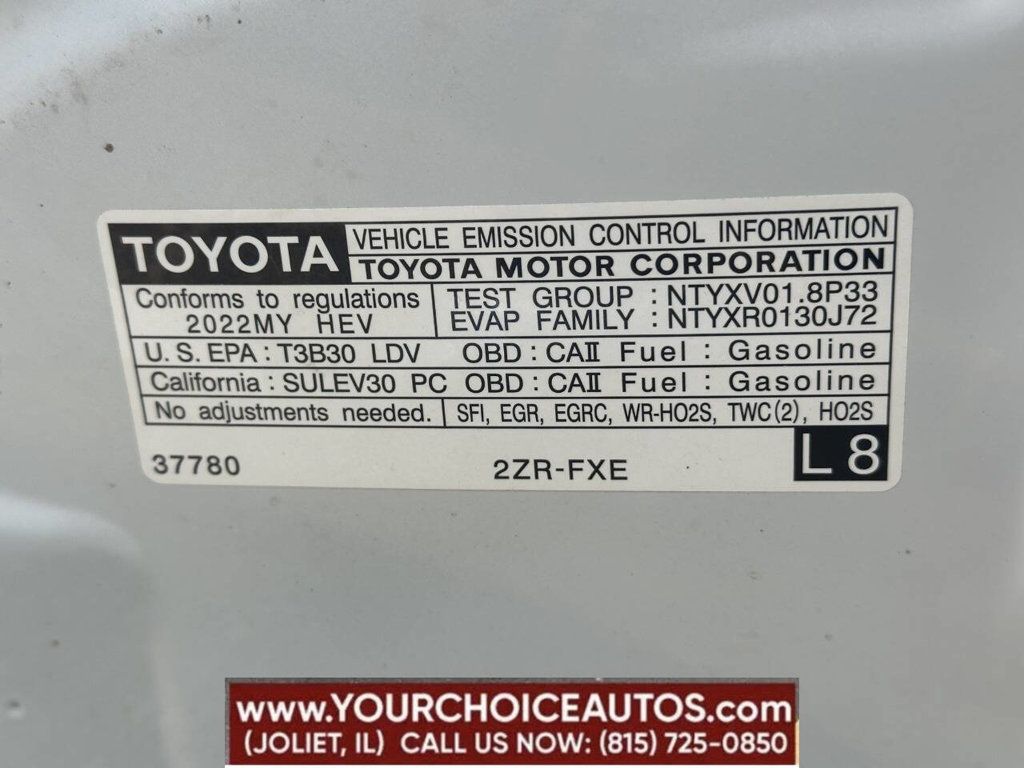 TOYOTA VEHICLE EMISSION CONTROL INFORMATION
TOYOTA MOTOR CORPORATION
Conforms to regulations
2022MY HEV
TEST GROUP : NTYXV01.8P33
EVAP FAMILY : NTYXR0130J72
U. S. EPA : T3B30 LDV OBD : CAII Fuel : Gasoline
California : SULEV30 PC OBD : CAII Fuel : Gasoline
No adjustments needed. SFI, EGR, EGRC, WR-HO2S, TWC(2), HO2S
37780 2ZR-FXE L 8
www.YOURCHOICEAUTOS.com
(JOLIET, IL) CALL US NOW: (815) 725-0850